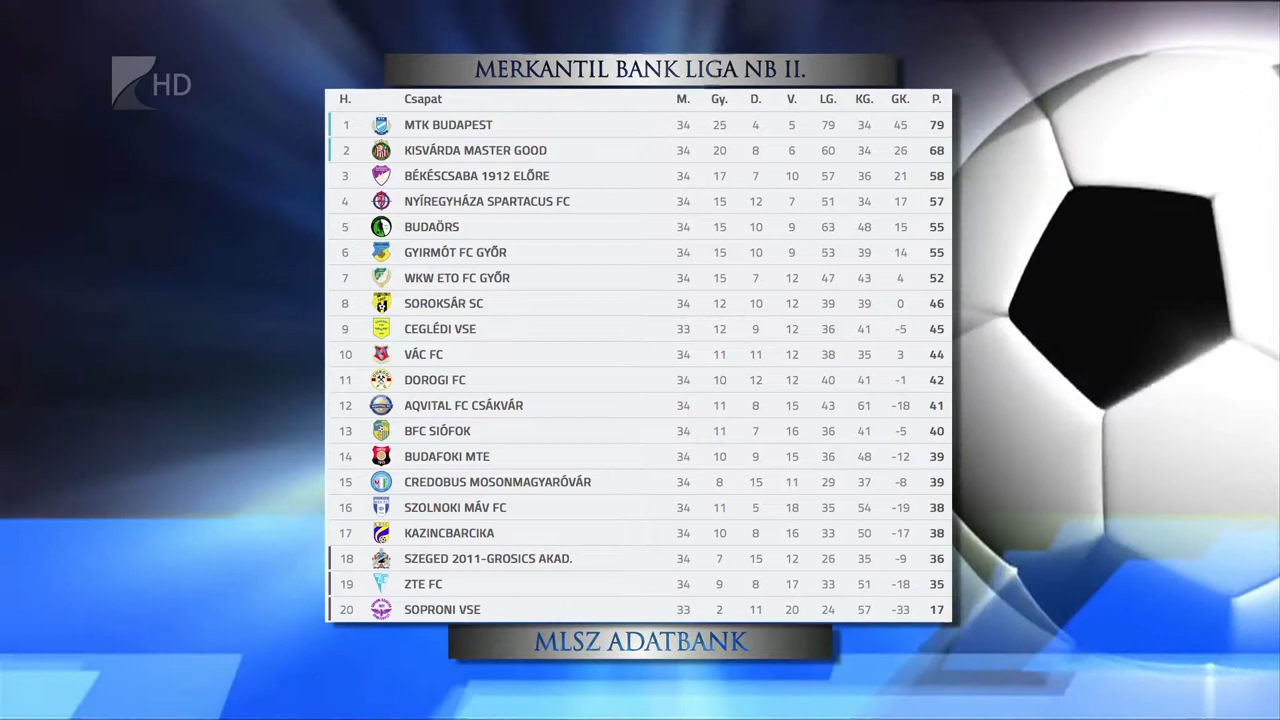 HD
MERKANTIL BANK LIGA NB II.
H. Csapat M. Gy. D. V. LG. KG. GK. P.
1 MTK BUDAPEST 34 25 4 5 79 34 45 79
2 KISVÁRDA MASTER GOOD 34 20 8 6 60 34 26 68
3 BÉKÉSCSABA 1912 ELŐRE 34 17 7 10 57 36 21 58
4 NYÍREGYHÁZA SPARTACUS FC 34 15 12 7 51 34 17 57
5 BUDAÖRS 34 15 10 9 63 48 15 55
6 GYIRMÓT FC GYŐR 34 15 10 9 53 39 14 55
7 WKW ETO FC GYŐR 34 15 7 12 47 43 4 52
8 SOROKSÁR SC 34 12 10 12 39 39 0 46
9 CEGLÉDI VSE 33 12 9 12 36 41 -5 45
10 VÁC FC 34 11 11 12 38 35 3 44
11 DOROGI FC 34 10 12 12 40 41 -1 42
12 AQVITAL FC CSÁKVÁR 34 11 8 15 43 61 -18 41
13 BFC SIÓFOK 34 11 7 16 36 41 -5 40
14 BUDAFOKI MTE 34 10 9 15 36 48 -12 39
15 CREDOBUS MOSONMAGYARÓVÁR 34 8 15 11 29 37 -8 39
16 SZOLNOKI MÁV FC 34 11 5 18 35 54 -19 38
17 KAZINCBARCIKA 34 10 8 16 33 50 -17 38
18 SZEGED 2011-GROSICS AKAD. 34 7 15 12 26 35 -9 36
19 ZTE FC 34 9 8 17 33 51 -18 35
20 SOPRONI VSE 33 2 11 20 24 57 -33 17
MLSZ ADATBANK